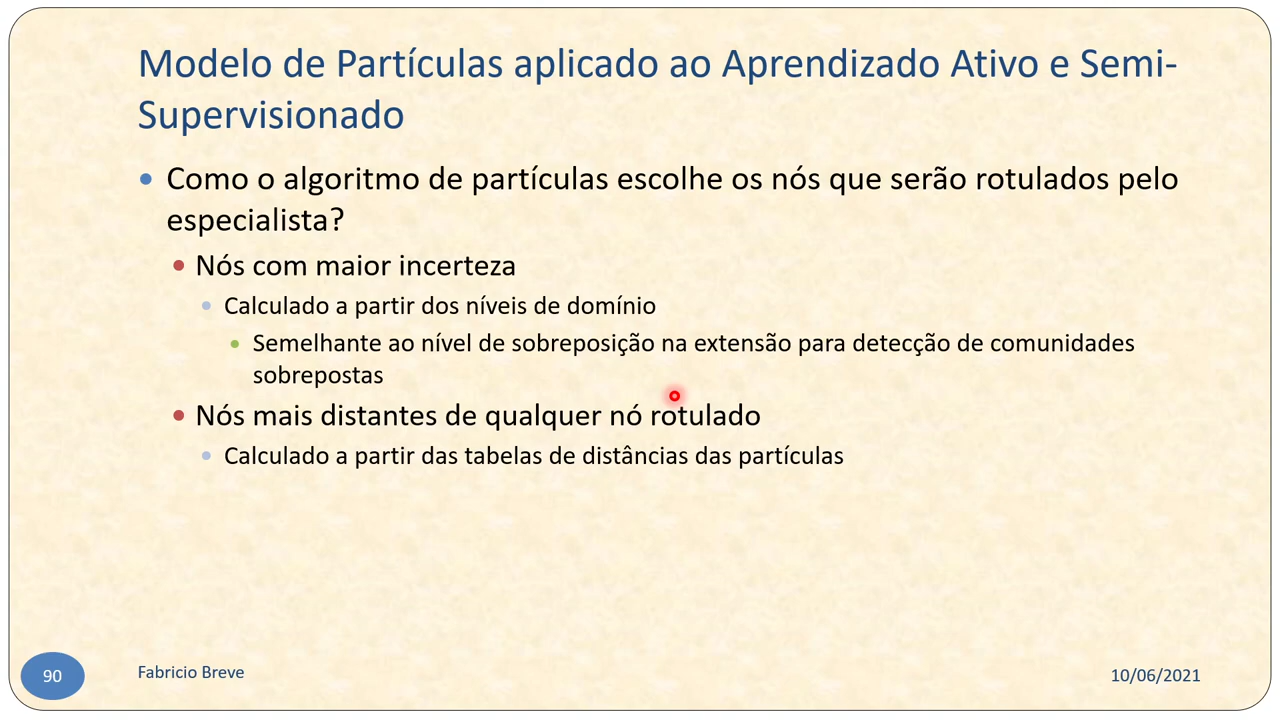 Modelo de Partículas aplicado ao Aprendizado Ativo e Semi-
Supervisionado
Como o algoritmo de partículas escolhe os nós que serão rotulados pelo
especialista?
Nós com maior incerteza
Calculado a partir dos níveis de domínio
Semelhante ao nível de sobreposição na extensão para detecção de comunidades
sobrepostas
Nós mais distantes de qualquer nó rotulado
Calculado a partir das tabelas de distâncias das partículas
90
Fabricio Breve
10/06/2021